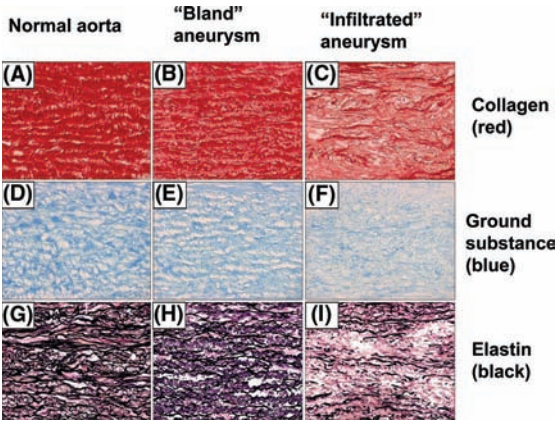 Normal aorta
“Bland”
aneurysm
“Infiltrated”
aneurysm
(A)
(B)
(C)
Collagen
(red)
(D)
(E)
(F)
Ground
substance
(blue)
(G)
(H)
(I)
Elastin
(black)